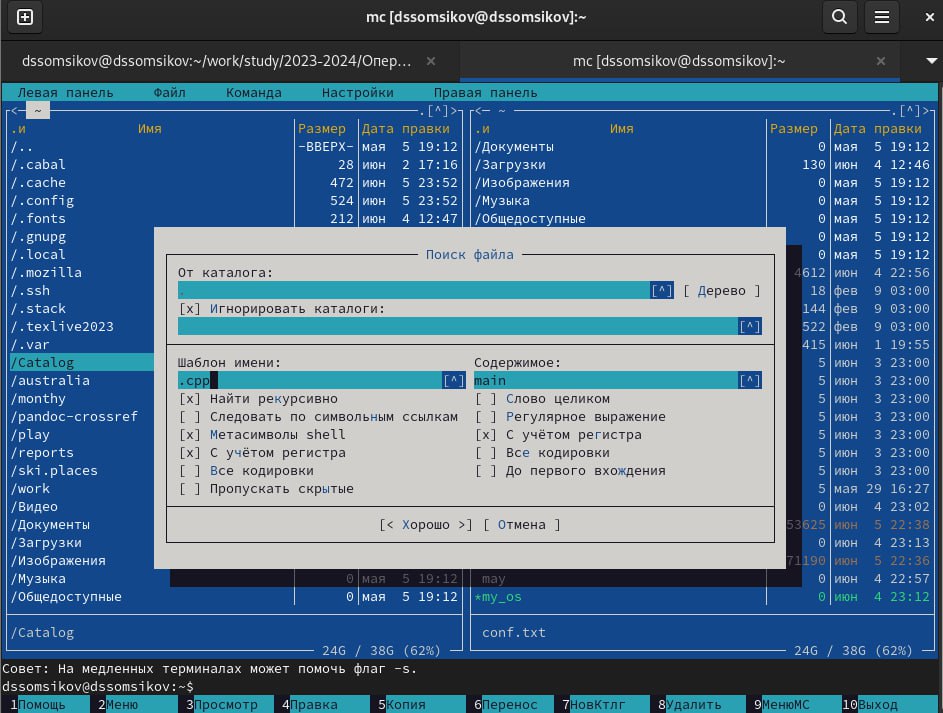 mc [dssomsikov@dssomsikov]:~
dssomsikov@dssomsikov:~/work/study/2023-2024/Опер... mc [dssomsikov@dssomsikov]:~
Левая панель Файл Команда Настройки Правая панель
<─ ~ .[^]> <─ ~ .[^]>
.и Имя Размер Дата правки .и Имя Размер Дата правки
/.. -ВВЕРХ- мая 5 19:12 /Документы 0 мая 5 19:12
/.cabal 28 июн 2 17:16 /Загрузки 130 июн 4 12:46
/.cache 472 июн 5 23:52 /Изображения 0 мая 5 19:12
/.config 524 июн 5 23:52 /Музыка 0 мая 5 19:12
/.fonts 212 июн 4 12:47 /Общедоступные 0 мая 5 19:12
/.gnupg 0 мая 5 19:12
/.local Поиск файла 0 мая 5 19:12
/.mozilla От каталога: 4612 июн 4 22:56
/.ssh . [^] [ Дерево ] 18 фев 9 03:00
/.stack [x] Игнорировать каталоги: 144 фев 9 03:00
/.texlive2023 [^] 522 фев 9 03:00
/.var 415 июн 1 19:55
/Catalog Шаблон имени: Содержимое: 5 июн 3 23:00
/australia .cpp [^] main [^] 5 июн 3 23:00
/monthy [x] Найти рекурсивно [ ] Слово целиком 5 июн 3 23:00
/pandoc-crossref [ ] Следовать по символьным ссылкам [ ] Регулярное выражение 5 июн 3 23:00
/play [x] Метасимволы shell [x] С учётом регистра 5 июн 3 23:00
/reports [x] С учётом регистра [ ] Все кодировки 5 июн 3 23:00
/ski.places [ ] Все кодировки [ ] До первого вхождения 5 июн 3 23:00
/work [ ] Пропускать скрытые 5 мая 29 16:27
/Видео 0 июн 4 23:02
/Документы [< Хорошо >] [ Отмена ] 53625 июн 5 22:38
/Загрузки 0 июн 4 23:13
/Изображения 71190 июн 5 22:36
/Музыка 0 мая 5 19:12 may 0 июн 4 22:57
/Общедоступные 0 мая 5 19:12 *my_os 0 июн 4 23:12
/Catalog conf.txt
24G / 38G (62%) 24G / 38G (62%)
Совет: На медленных терминалах может помочь флаг -s.
dssomsikov@dssomsikov:~$
1Помощь 2Меню 3Просмотр 4Правка 5Копия 6Перенос 7НовКтлг 8Удалить 9МенюМС 10Выход